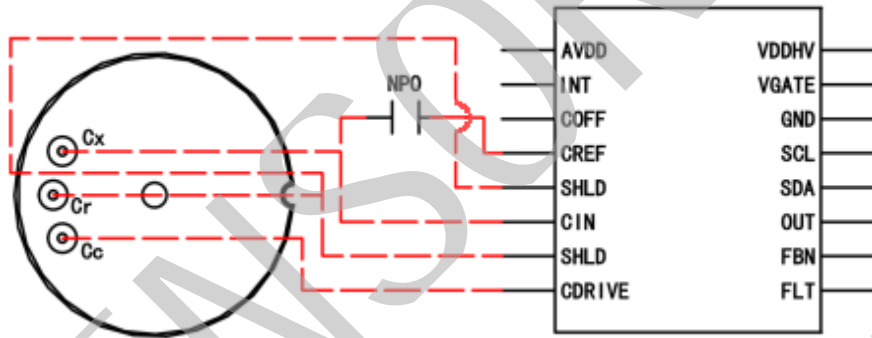 AVDD VDDHV
NPO INT VGATE
COFF GND
Cx CREF SCL
SHLD SDA
Cr CIN OUT
Cc SHLD FBN
CDRIVE FLT